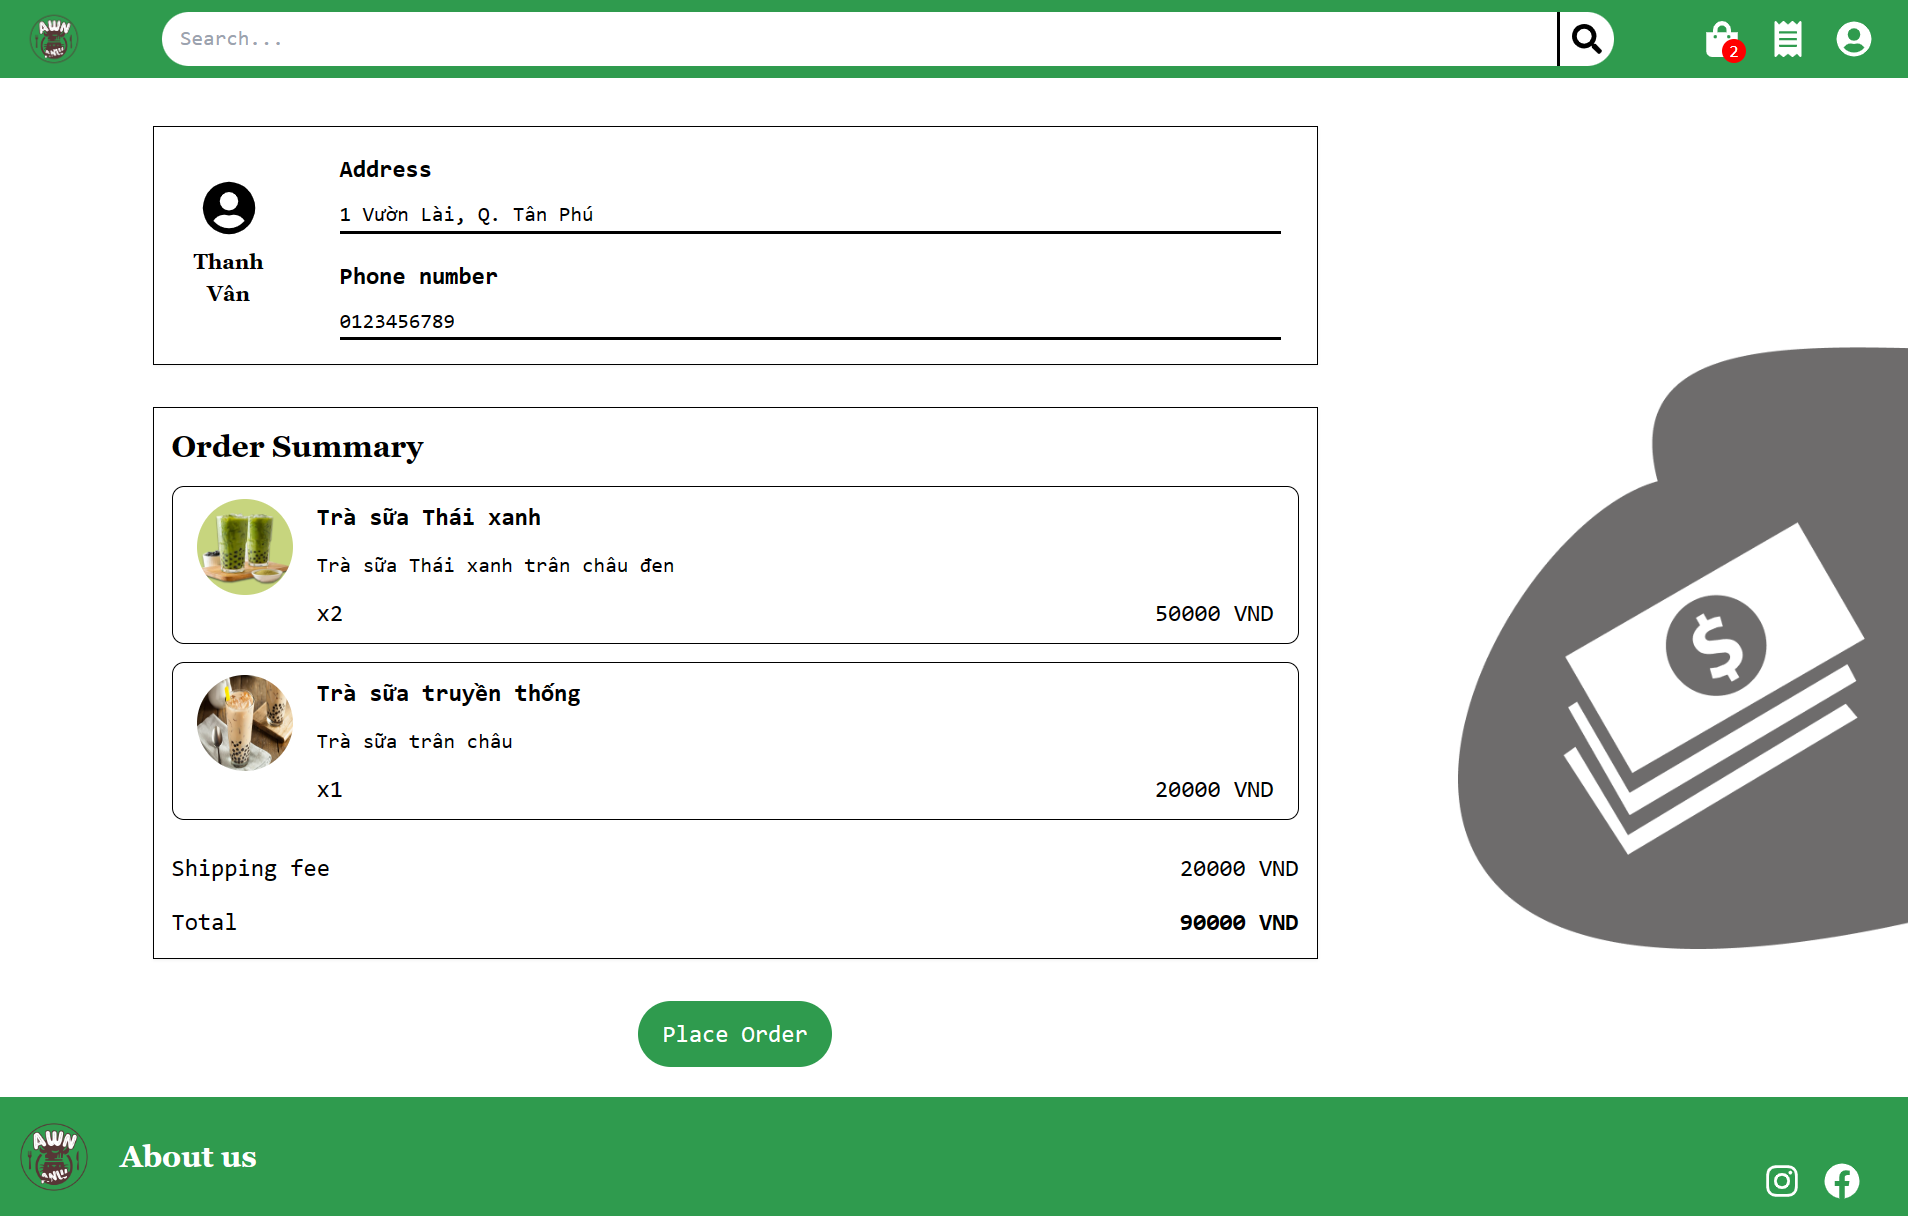 AWN
Search...
2
Address
1 Vườn Lài, Q. Tân Phú
Thanh
Vân
Phone number
0123456789
Order Summary
Trà sữa Thái xanh
Trà sữa Thái xanh trân châu đen
x2 50000 VND
Trà sữa truyền thống
Trà sữa trân châu
x1 20000 VND
Shipping fee 20000 VND
Total 90000 VND
$
Place Order
AWN
About us